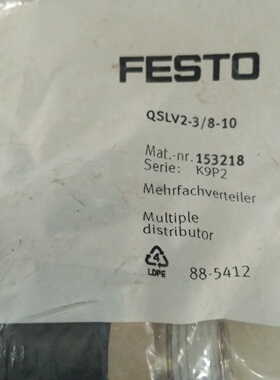 FESTO
QSLV2-3/8-10
Mat.-nr. 153218
Serie: K9P2
Mehrfachverteiler
Multiple
distributor
4
LDPE
88-5412